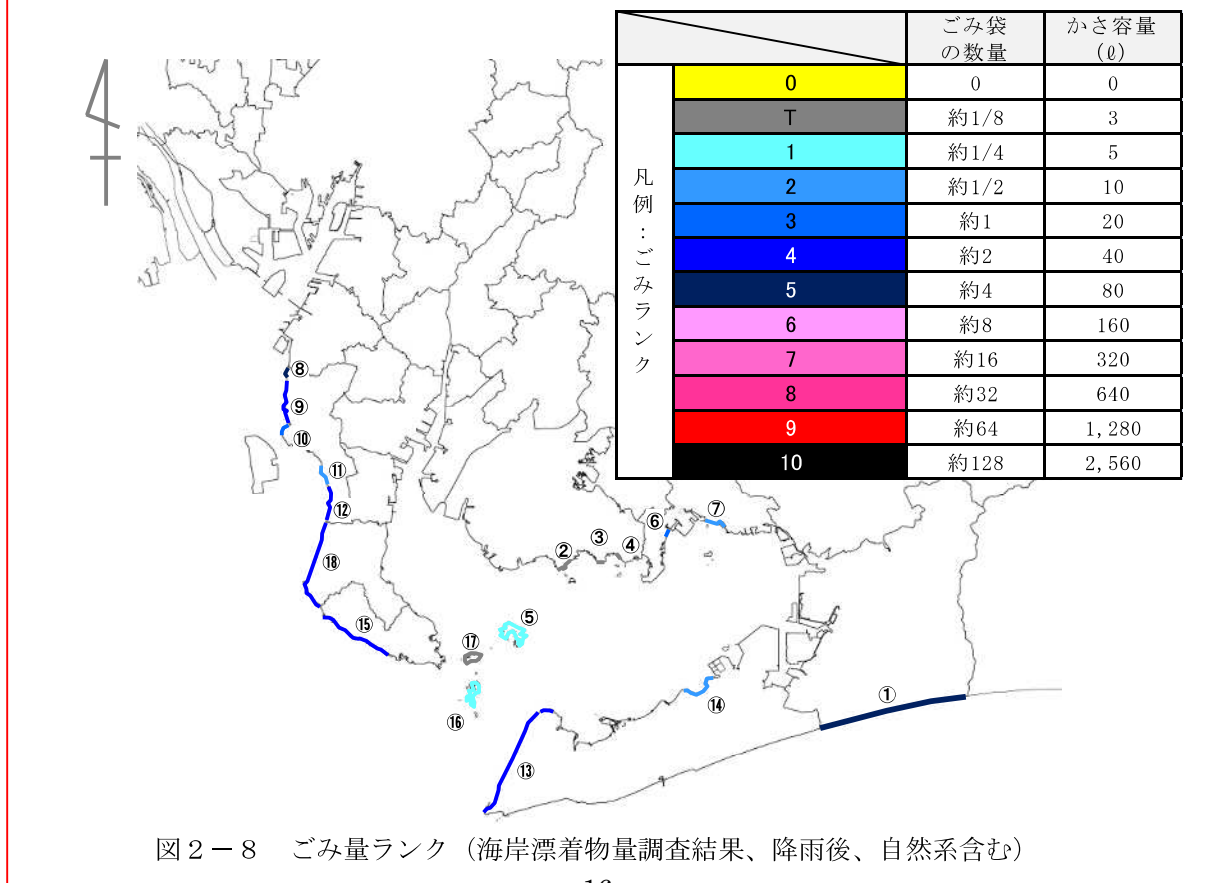 ごみ袋 かさ容量
の数量 (ℓ)
凡例：ごみランク
0 0 0
T 約1/8 3
1 約1/4 5
2 約1/2 10
3 約1 20
4 約2 40
5 約4 80
6 約8 160
7 約16 320
8 約32 640
9 約64 1,280
10 約128 2,560
⑧
⑨
⑩
⑪
⑫
⑥
⑦
②
③
④
⑱
⑮
⑤
⑰
⑯
⑭
①
⑬
図２－８ ごみ量ランク（海岸漂着物量調査結果、降雨後、自然系含む）